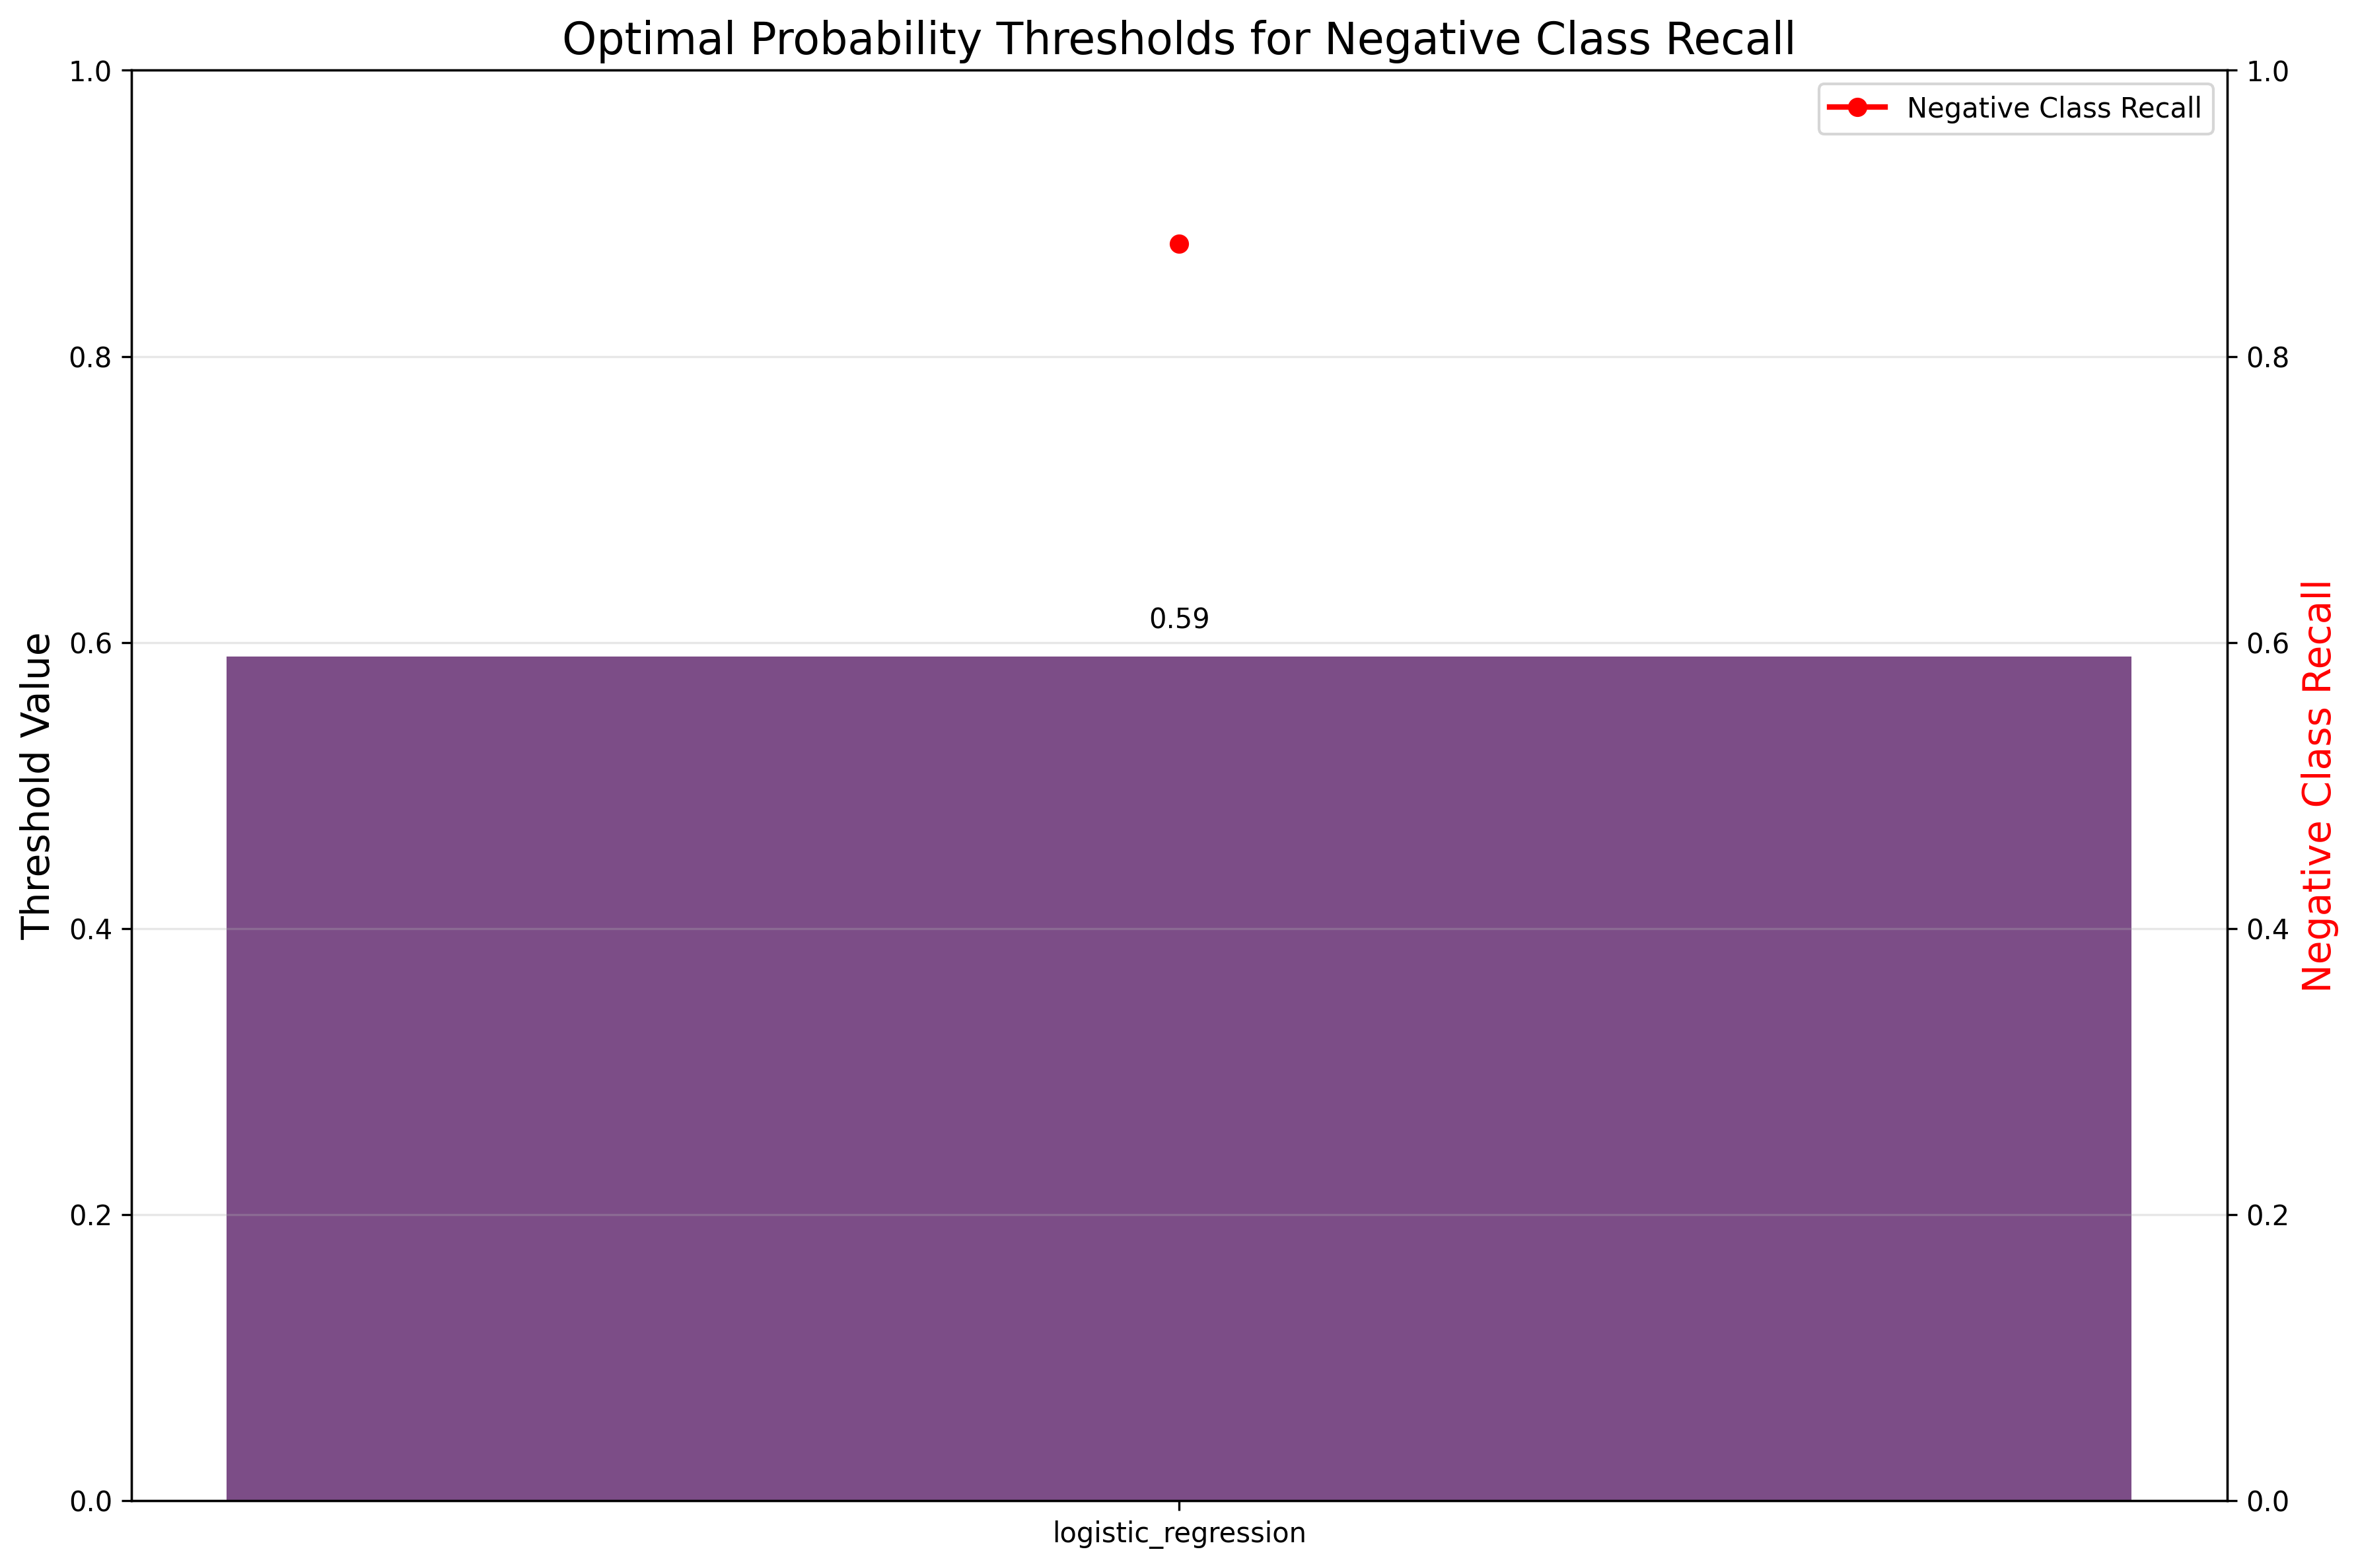 Optimal Probability Thresholds for Negative Class Recall
1.0
0.8
0.6
0.4
0.2
0.0
Threshold Value
Negative Class Recall
0.59
logistic_regression
1.0
0.8
0.6
0.4
0.2
0.0
Negative Class Recall